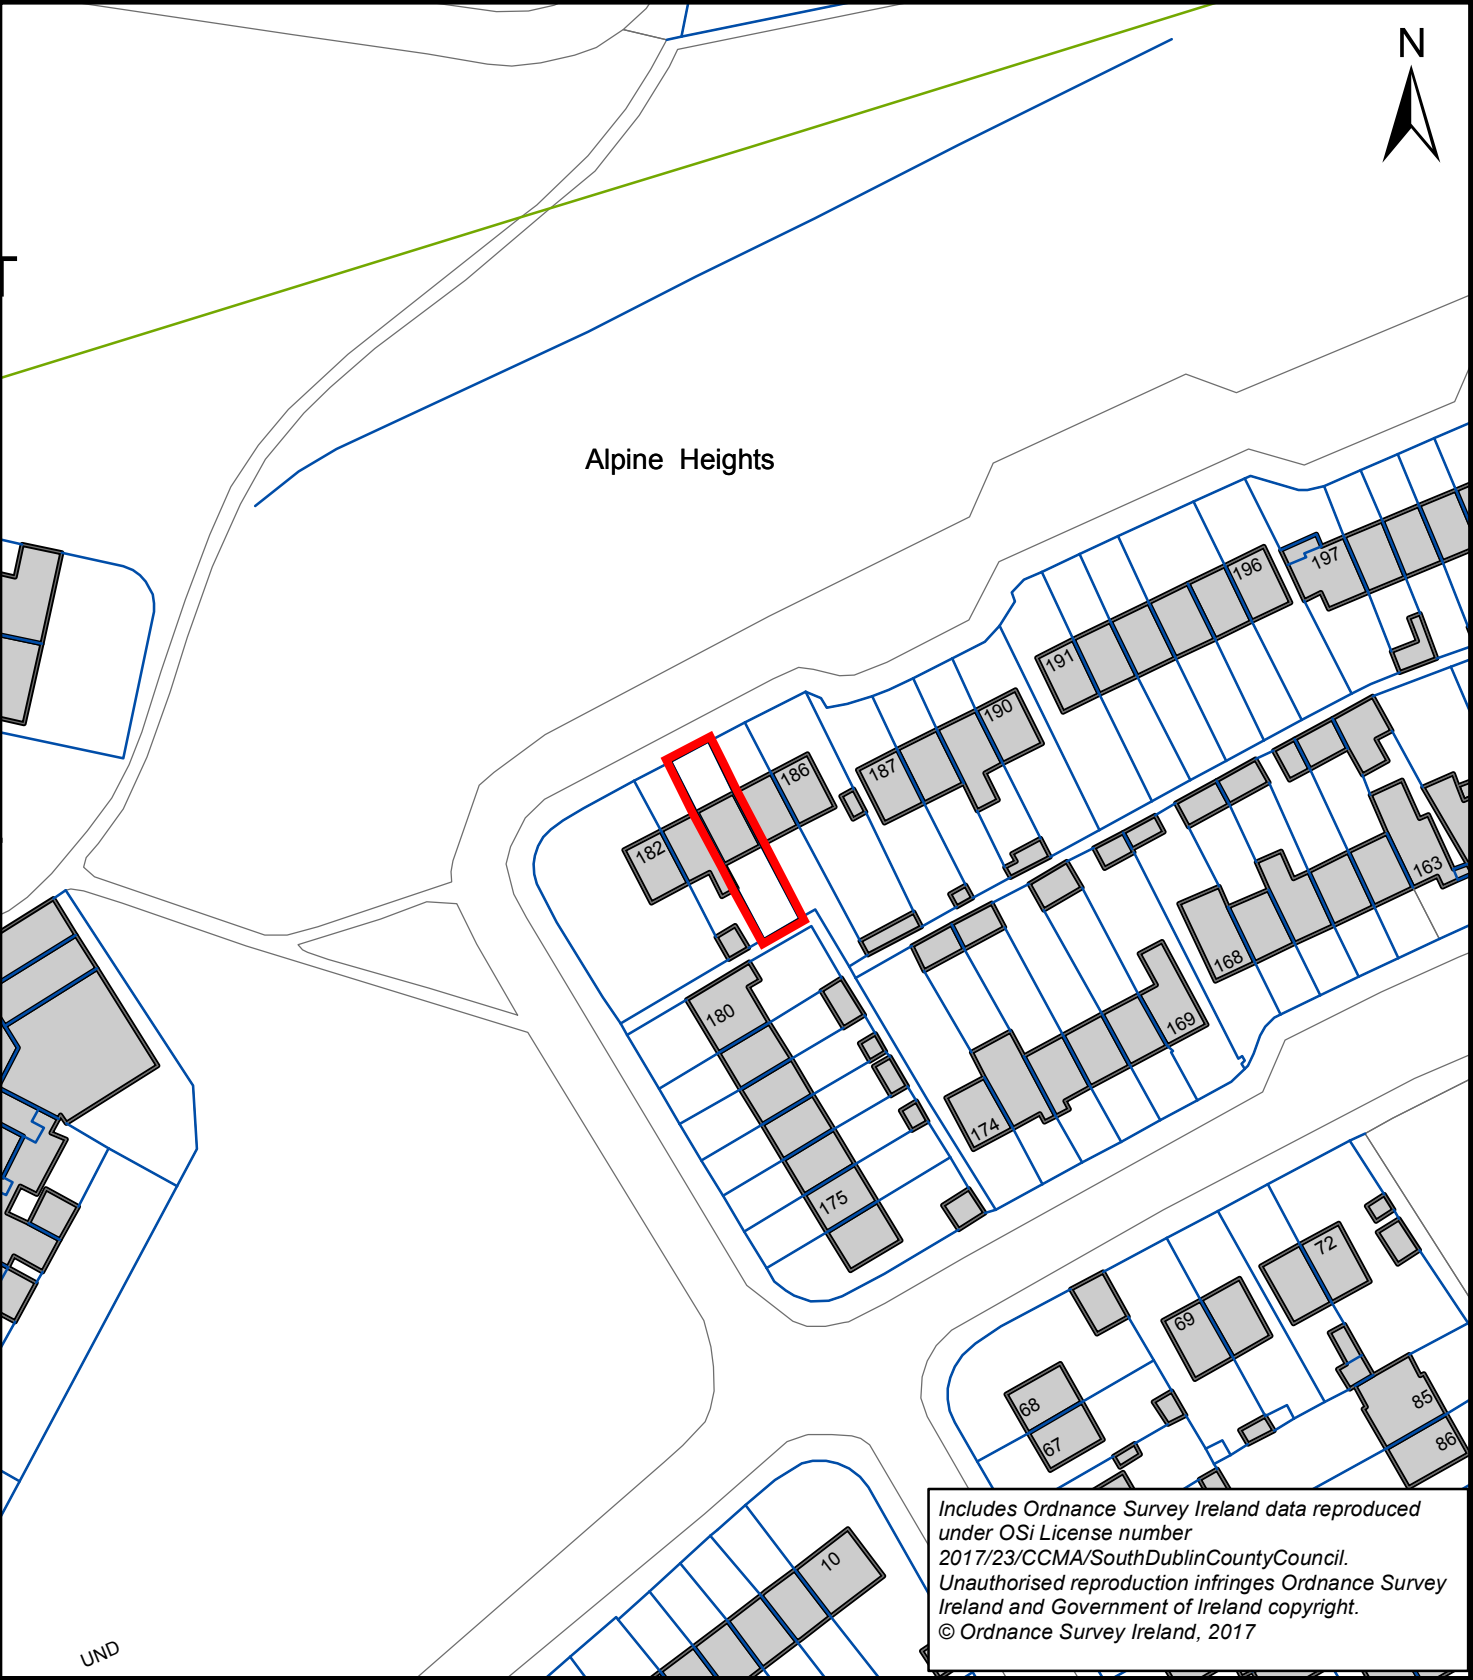 N
T
Alpine Heights
196
197
191
190
187
186
182
163
168
180
169
174
175
72
69
68
67
85
86
10
UND
Includes Ordnance Survey Ireland data reproduced
under OSi License number
2017/23/CCMA/SouthDublinCountyCouncil.
Unauthorised reproduction infringes Ordnance Survey
Ireland and Government of Ireland copyright.
© Ordnance Survey Ireland, 2017